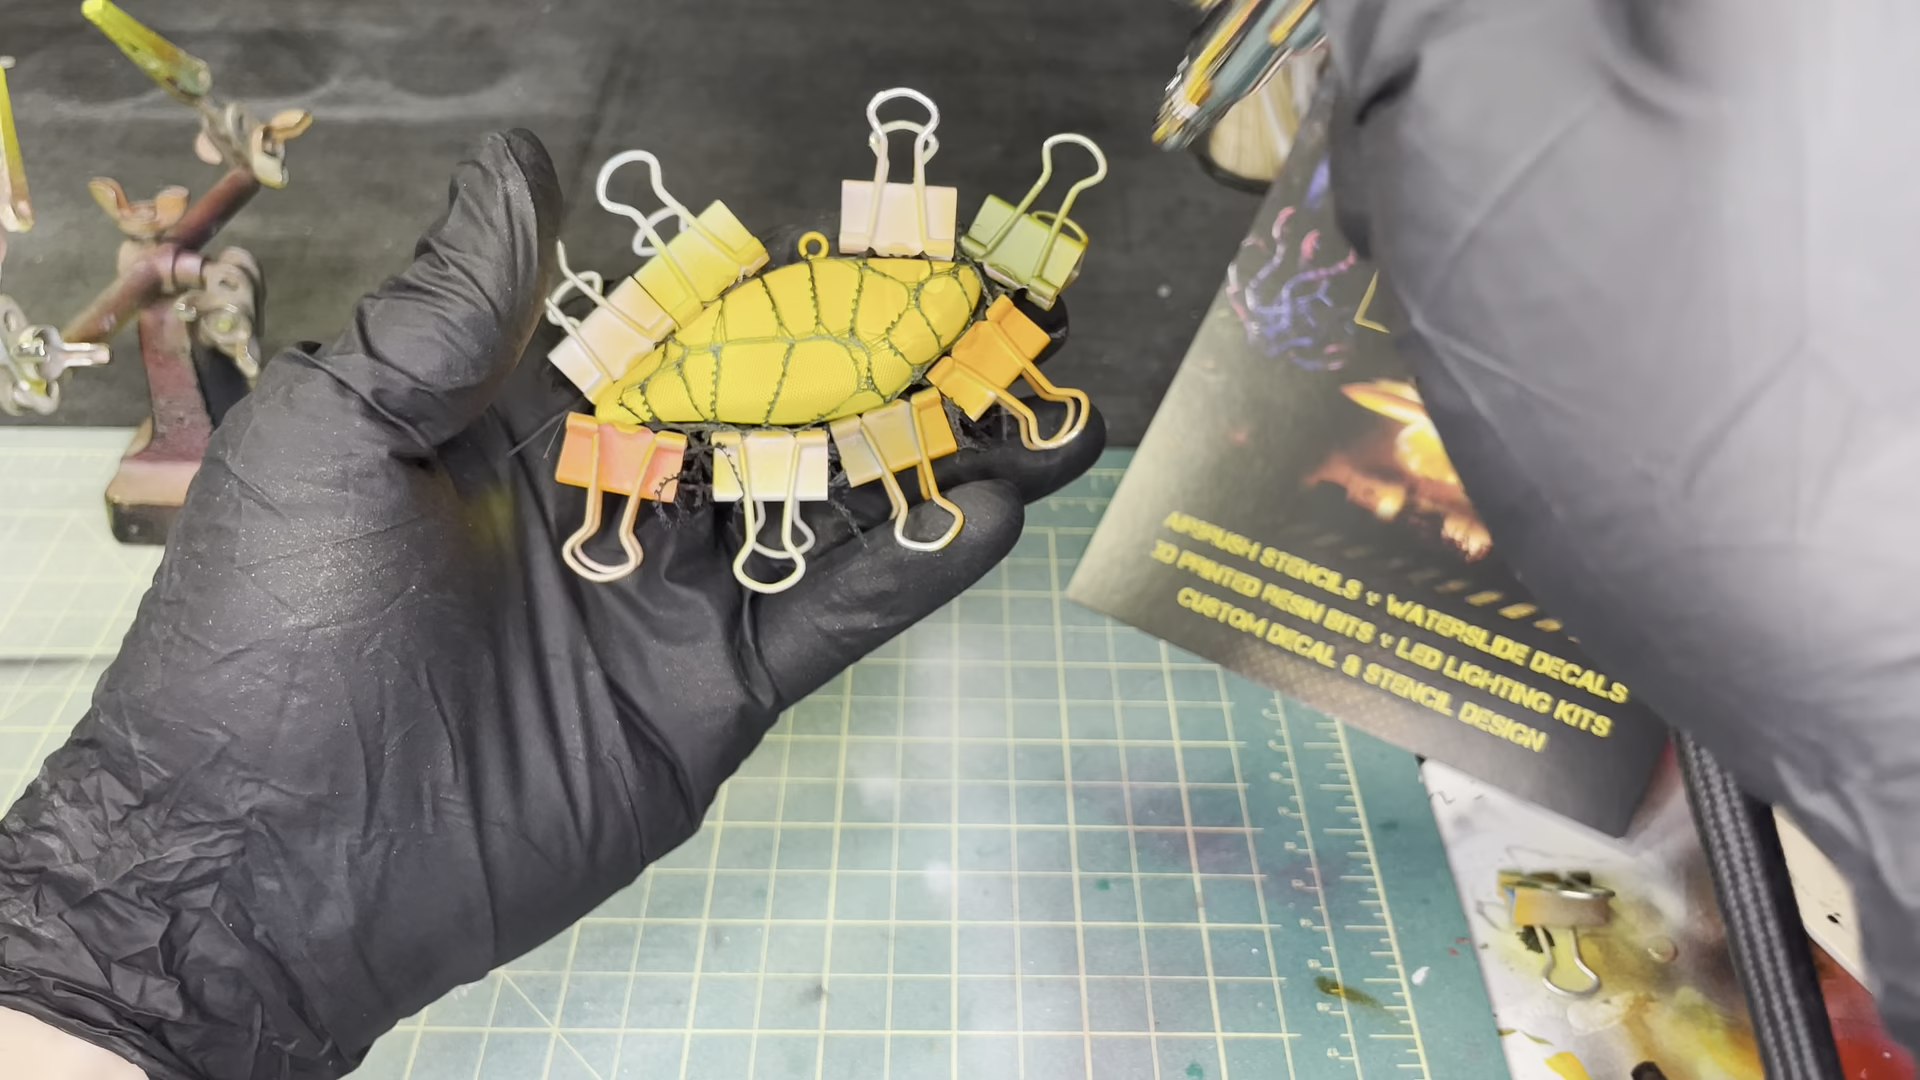 AIRBRUSH STENCILS WATERSLIDE DECALS
3D PRINTED RESIN BITS LED LIGHTING KITS
CUSTOM DECAL & STENCIL DESIGN